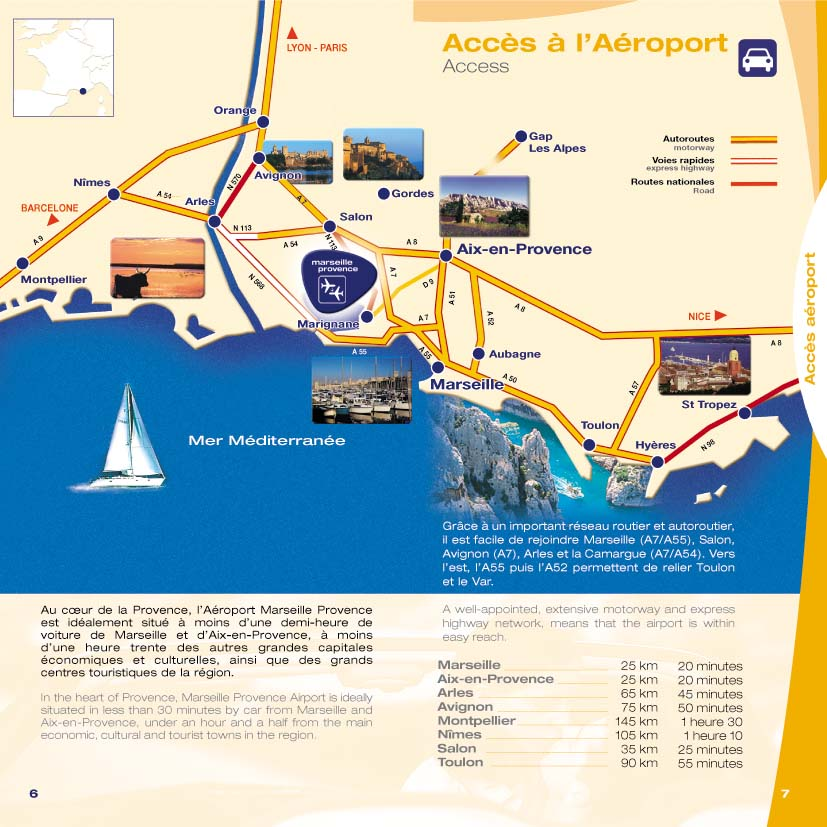 Accès à l'Aéroport
Access
LYON - PARIS
Autoroutes
motorway
Voies rapides
express highway
Routes nationales
Road
Orange
Gap
Les Alpes
Avignon
N 570
Nîmes
A 54
Arles
A 7
Gordes
BARCELONE
A 9
Salon
N 113
A 54
N 113
A 8
Aix-en-Provence
Montpellier
marseille
provence
A 7
D 9
N 568
A 51
A 52
A 8
Marignane
A 7
NICE
A 8
A 55
A 55
Aubagne
Marseille
A 50
A 57
St Tropez
Toulon
Hyères
N 98
Mer Méditerranée
Accès aéroport
Grâce à un important réseau routier et autoroutier,
il est facile de rejoindre Marseille (A7/A55), Salon,
Avignon (A7), Arles et la Camargue (A7/A54). Vers
l'est, l'A55 puis l'A52 permettent de relier Toulon
et le Var.
Au cœur de la Provence, l'Aéroport Marseille Provence
est idéalement situé à moins d'une demi-heure de
voiture de Marseille et d'Aix-en-Provence, à moins
d'une heure trente des autres grandes capitales
économiques et culturelles, ainsi que des grands
centres touristiques de la région.
In the heart of Provence, Marseille Provence Airport is ideally
situated in less than 30 minutes by car from Marseille and
Aix-en-Provence, under an hour and a half from the main
economic, cultural and tourist towns in the region.
A well-appointed, extensive motorway and express
highway network, means that the airport is within
easy reach.
Marseille 25 km 20 minutes
Aix-en-Provence 25 km 20 minutes
Arles 65 km 45 minutes
Avignon 75 km 50 minutes
Montpellier 145 km 1 heure 30
Nîmes 105 km 1 heure 10
Salon 35 km 25 minutes
Toulon 90 km 55 minutes
6
7